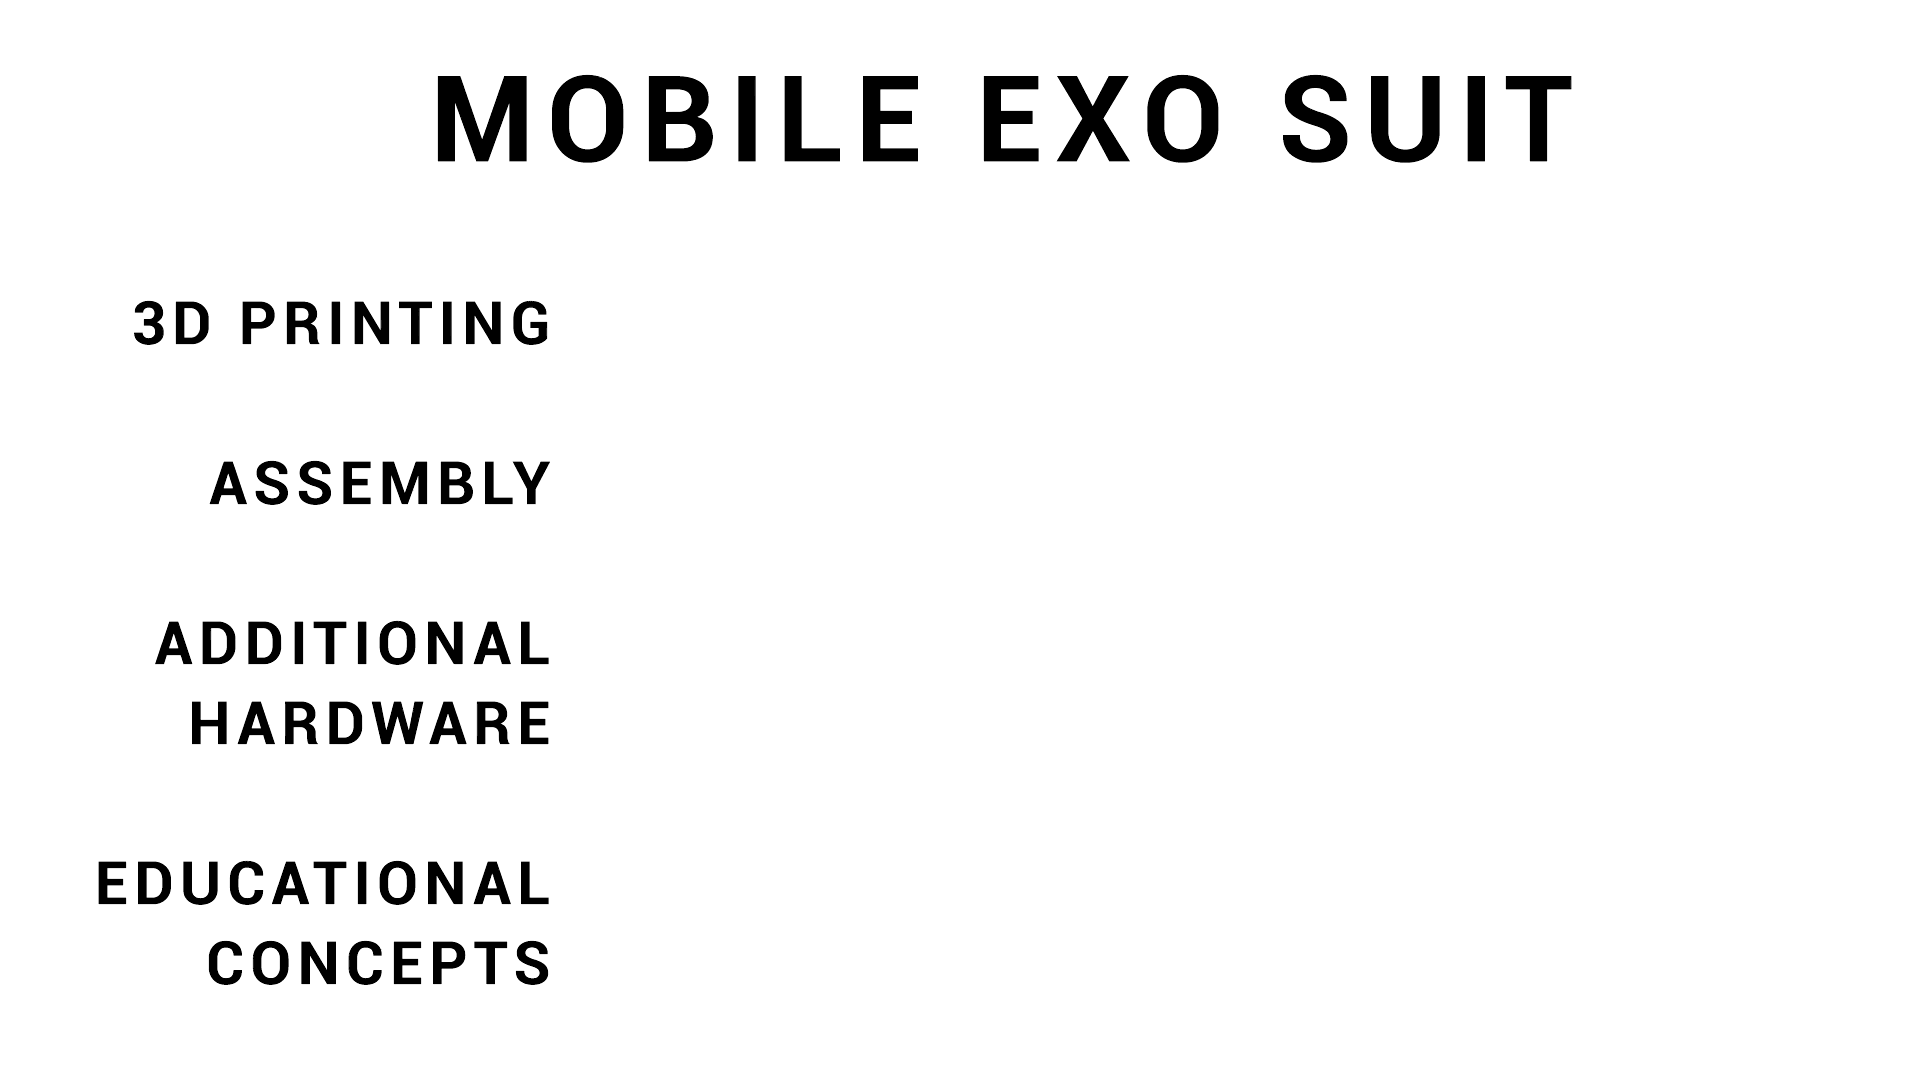 MOBILE EXO SUIT
3D PRINTING
ASSEMBLY
ADDITIONAL
HARDWARE
EDUCATIONAL
CONCEPTS